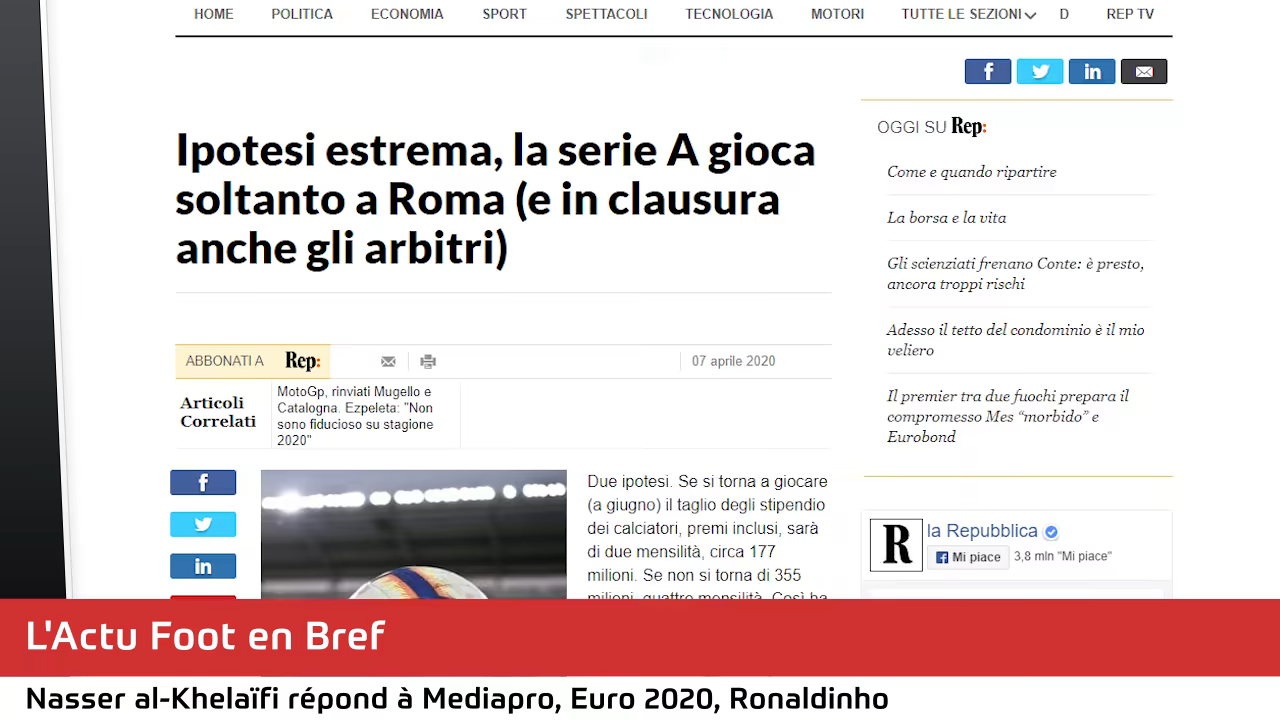 HOME POLITICA ECONOMIA SPORT SPETTACOLI TECNOLOGIA MOTORI TUTTE LE SEZIONI D REP TV
Ipotesi estrema, la serie A gioca
soltanto a Roma (e in clausura
anche gli arbitri)
ABBONATI A Rep:
07 aprile 2020
Articoli
Correlati
MotoGp, rinviati Mugello e
Catalogna. Ezpeleta: "Non
sono fiducioso su stagione
2020"
Due ipotesi. Se si torna a giocare
(a giugno) il taglio degli stipendio
dei calciatori, premi inclusi, sarà
di due mensilità, circa 177
milioni. Se non si torna di 355
milioni, quattro mensilità. Così ha
OGGI SU Rep:
Come e quando ripartire
La borsa e la vita
Gli scienziati frenano Conte: è presto,
ancora troppi rischi
Adesso il tetto del condominio è il mio
veliero
Il premier tra due fuochi prepara il
compromesso Mes “morbido” e
Eurobond
R
la Repubblica
Mi piace 3,8 mln "Mi piace"
L'Actu Foot en Bref
Nasser al-Khelaïfi répond à Mediapro, Euro 2020, Ronaldinho